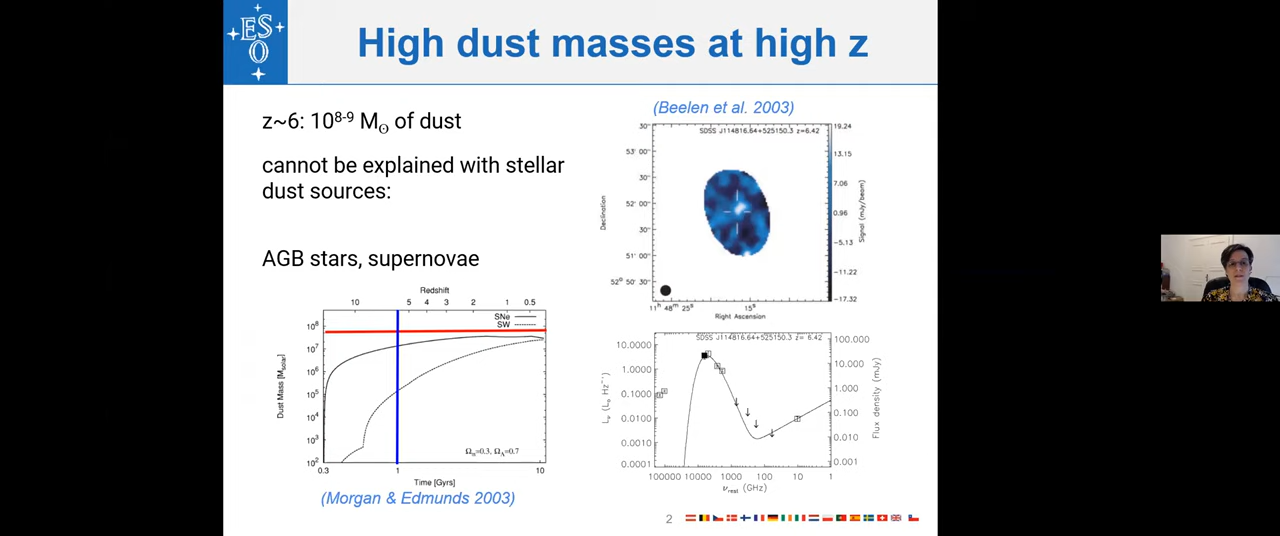 ES
O
High dust masses at high z
z~6: 10⁸⁻⁹ M☉ of dust
cannot be explained with stellar
dust sources:
AGB stars, supernovae
Redshift
10 5 4 3 2 1 0.5
SNe
SW
10⁸
10⁷
10⁶
10⁵
10⁴
10³
10²
Dust Mass [Msolar]
Ωm=0.3, ΩΛ=0.7
0.3 1 10
Time [Gyrs]
(Morgan & Edmunds 2003)
(Beelen et al. 2003)
SDSS J114816.64+525150.3 z=6.42
30"
53° 00'
30"
52' 00"
30"
51' 00"
52° 50' 30"
Declination
11ʰ 48ᵐ 25ˢ 15ˢ
Right Ascension
19.24
13.15
7.06
0.96
−5.13
−11.22
−17.32
Signal (mJy/beam)
SDSS J114816.64+525150.3 z= 6.42
10.0000
1.0000
0.1000
0.0100
0.0010
0.0001
100.000
10.000
1.000
0.100
0.010
0.001
Flux density (mJy)
100000 10000 1000 100 10 1
νrest (GHz)
2